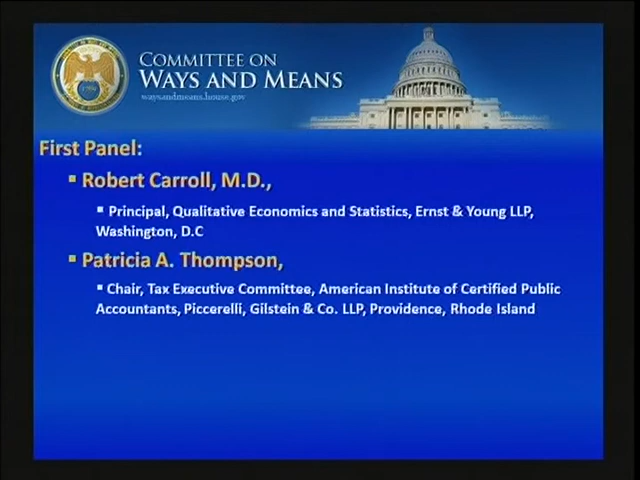 COMMITTEE ON
WAYS AND MEANS
waysandmeans.house.gov
First Panel:
▪ Robert Carroll, M.D.,
▪ Principal, Qualitative Economics and Statistics, Ernst & Young LLP,
Washington, D.C
▪ Patricia A. Thompson,
▪ Chair, Tax Executive Committee, American Institute of Certified Public
Accountants, Piccerelli, Gilstein & Co. LLP, Providence, Rhode Island